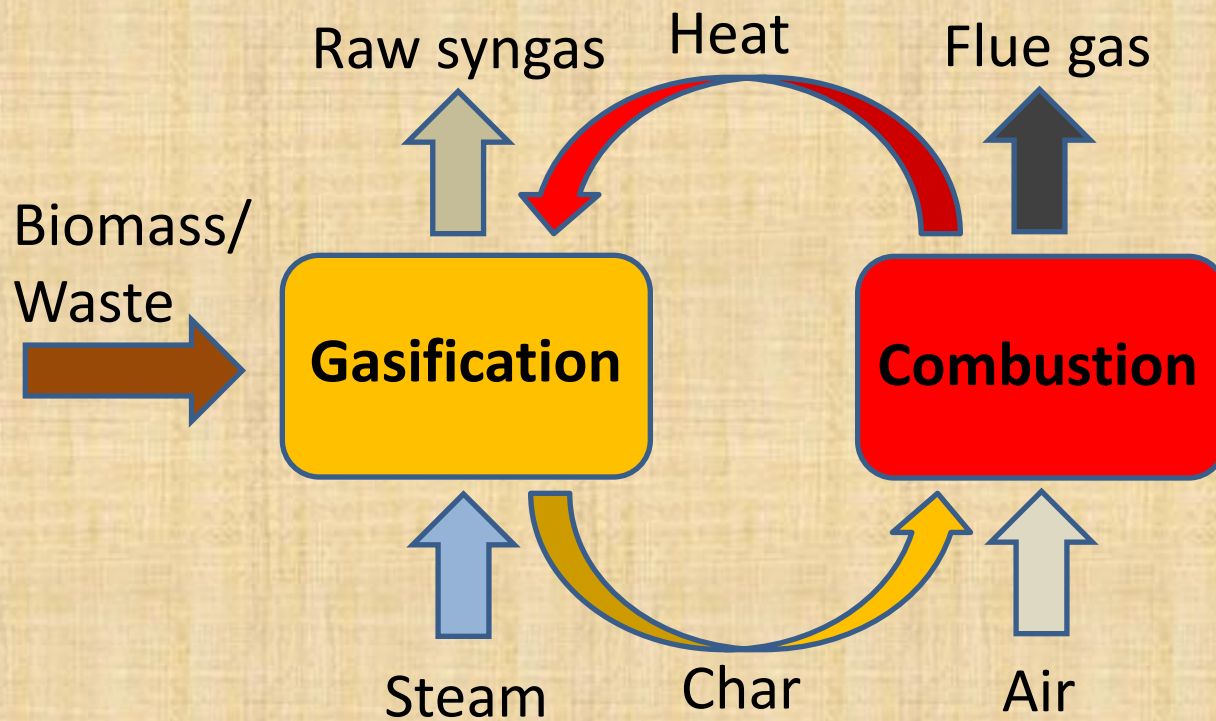 Raw syngas
Heat
Flue gas
Biomass/
Waste
Gasification
Combustion
Steam
Char
Air